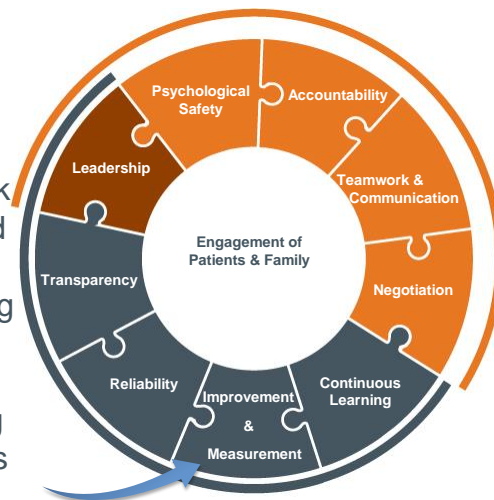 Psychological
Safety
Accountability
Leadership
Teamwork &
Communication
Engagement of
Patients & Family
Transparency
Negotiation
Reliability
Improvement
&
Measurement
Continuous
Learning